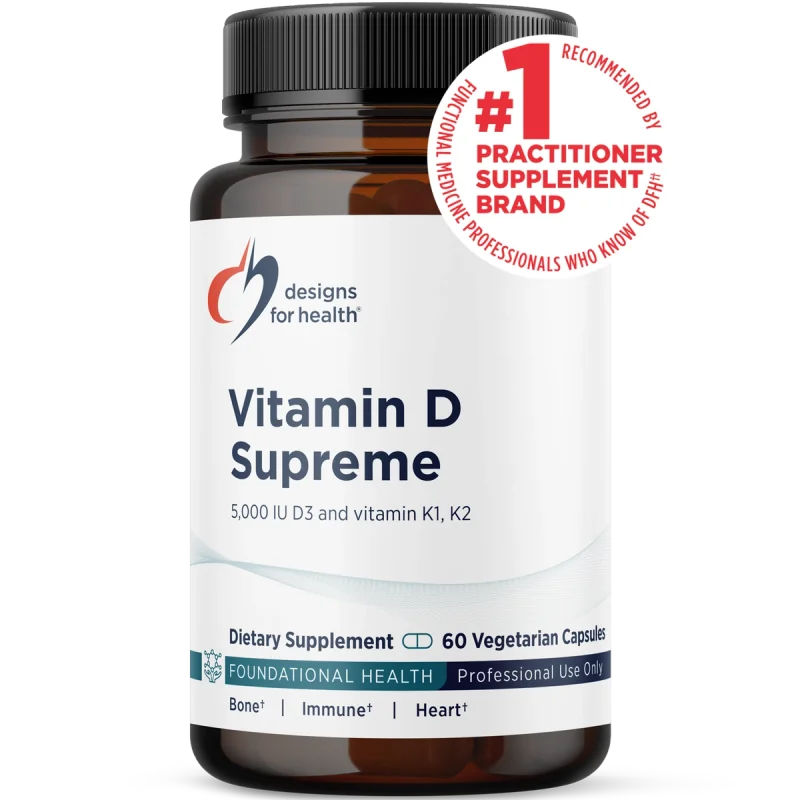 #1
PRACTITIONER
SUPPLEMENT
BRAND
RECOMMENDED BY
FUNCTIONAL MEDICINE PROFESSIONALS WHO KNOW OF DFH††
designs
for health®
Vitamin D
Supreme
5,000 IU D3 and vitamin K1, K2
Dietary Supplement 60 Vegetarian Capsules
FOUNDATIONAL HEALTH Professional Use Only
Bone† | Immune† | Heart†